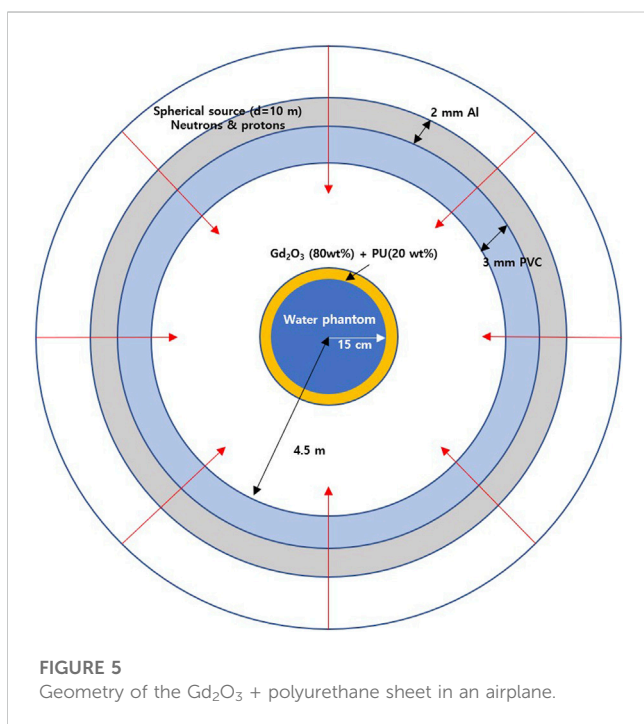 Spherical source (d=10 m)
Neutrons & protons
2 mm Al
Gd₂O₃ (80wt%) + PU(20 wt%)
3 mm PVC
Water phantom
15 cm
4.5 m
FIGURE 5
Geometry of the Gd₂O₃ + polyurethane sheet in an airplane.